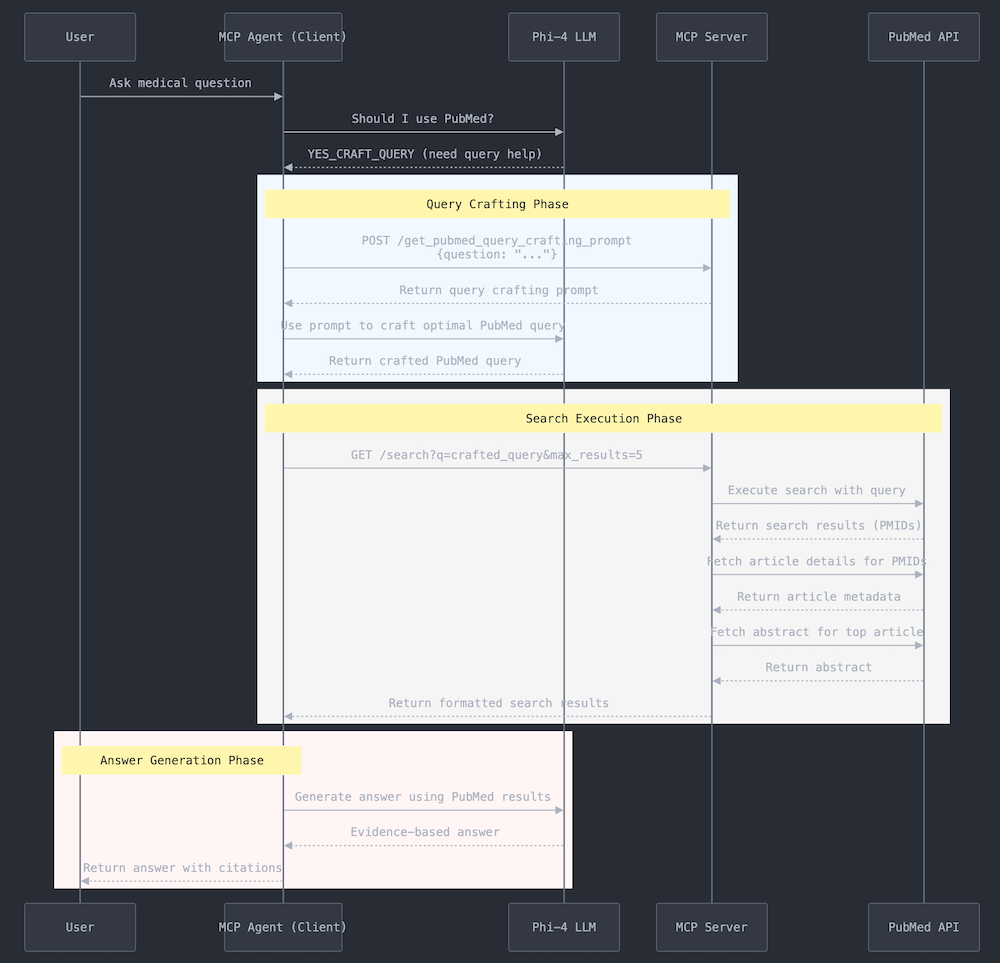 User
MCP Agent (Client)
Phi-4 LLM
MCP Server
PubMed API
Ask medical question
Should I use PubMed?
YES_CRAFT_QUERY (need query help)
Query Crafting Phase
POST /get_pubmed_query_crafting_prompt
{question: "..."}
Return query crafting prompt
Use prompt to craft optimal PubMed query
Return crafted PubMed query
Search Execution Phase
GET /search?q=crafted_query&max_results=5
Execute search with query
Return search results (PMIDs)
Fetch article details for PMIDs
Return article metadata
Fetch abstract for top article
Return abstract
Return formatted search results
Answer Generation Phase
Generate answer using PubMed results
Evidence-based answer
Return answer with citations
User
MCP Agent (Client)
Phi-4 LLM
MCP Server
PubMed API